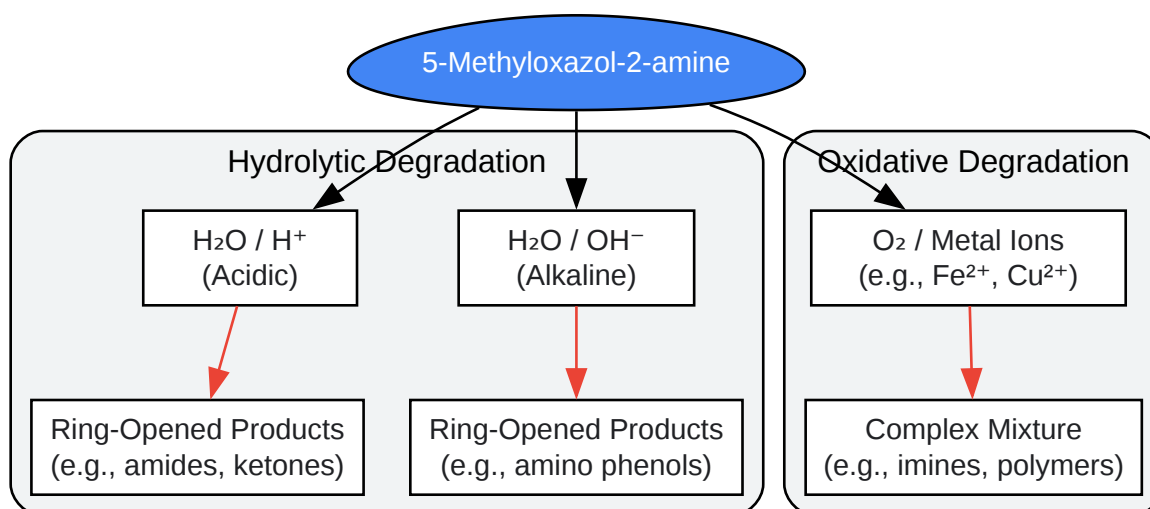 5-Methyloxazol-2-amine
Hydrolytic Degradation
Oxidative Degradation
H₂O / H⁺
(Acidic)
H₂O / OH⁻
(Alkaline)
O₂ / Metal Ions
(e.g., Fe²⁺, Cu²⁺)
Ring-Opened Products
(e.g., amides, ketones)
Ring-Opened Products
(e.g., amino phenols)
Complex Mixture
(e.g., imines, polymers)